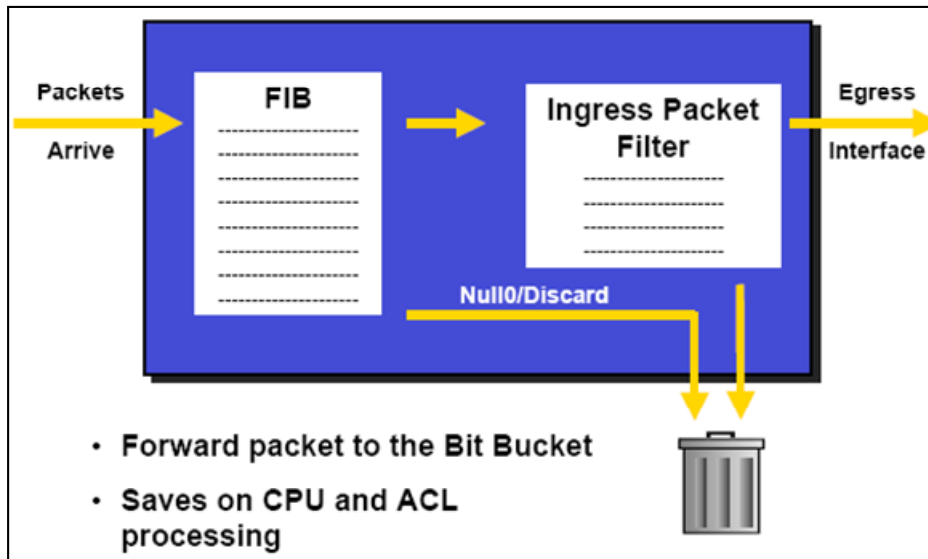 Packets
Arrive
FIB
Ingress Packet
Filter
Egress
Interface
Null0/Discard
• Forward packet to the Bit Bucket
• Saves on CPU and ACL
processing